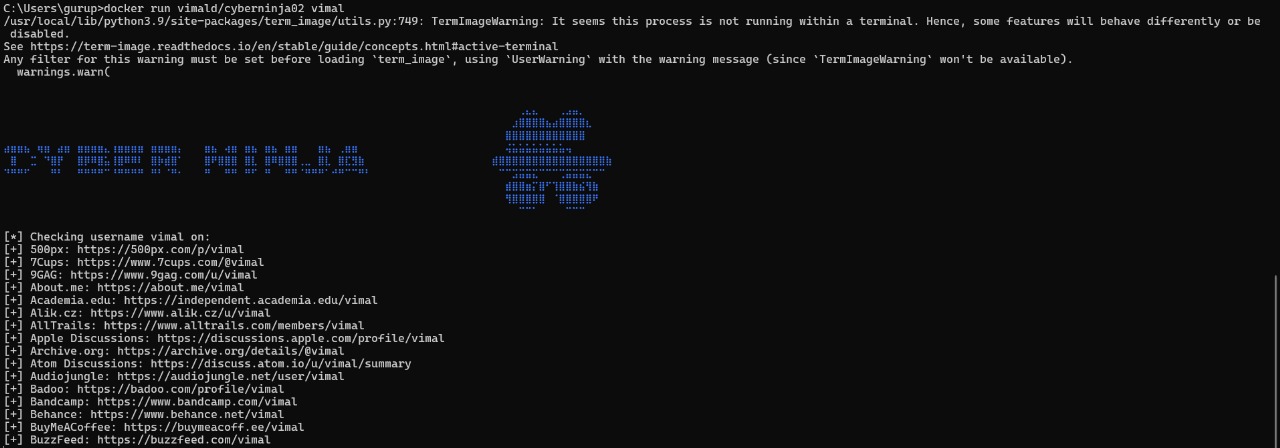 C:\Users\gurup>docker run vimald/cyberninja02 vimal
/usr/local/lib/python3.9/site-packages/term_image/utils.py:749: TermImageWarning: It seems this process is not running within a terminal. Hence, some features will behave differently or be
 disabled.
See https://term-image.readthedocs.io/en/stable/guide/concepts.html#active-terminal
Any filter for this warning must be set before loading `term_image`, using `UserWarning` with the warning message (since `TermImageWarning` won't be available).
  warnings.warn(
[*] Checking username vimal on:
[+] 500px: https://500px.com/p/vimal
[+] 7Cups: https://www.7cups.com/@vimal
[+] 9GAG: https://www.9gag.com/u/vimal
[+] About.me: https://about.me/vimal
[+] Academia.edu: https://independent.academia.edu/vimal
[+] Alik.cz: https://www.alik.cz/u/vimal
[+] AllTrails: https://www.alltrails.com/members/vimal
[+] Apple Discussions: https://discussions.apple.com/profile/vimal
[+] Archive.org: https://archive.org/details/@vimal
[+] Atom Discussions: https://discuss.atom.io/u/vimal/summary
[+] Audiojungle: https://audiojungle.net/user/vimal
[+] Badoo: https://badoo.com/profile/vimal
[+] Bandcamp: https://www.bandcamp.com/vimal
[+] Behance: https://www.behance.net/vimal
[+] BuyMeACoffee: https://buymeacoff.ee/vimal
[+] BuzzFeed: https://buzzfeed.com/vimal